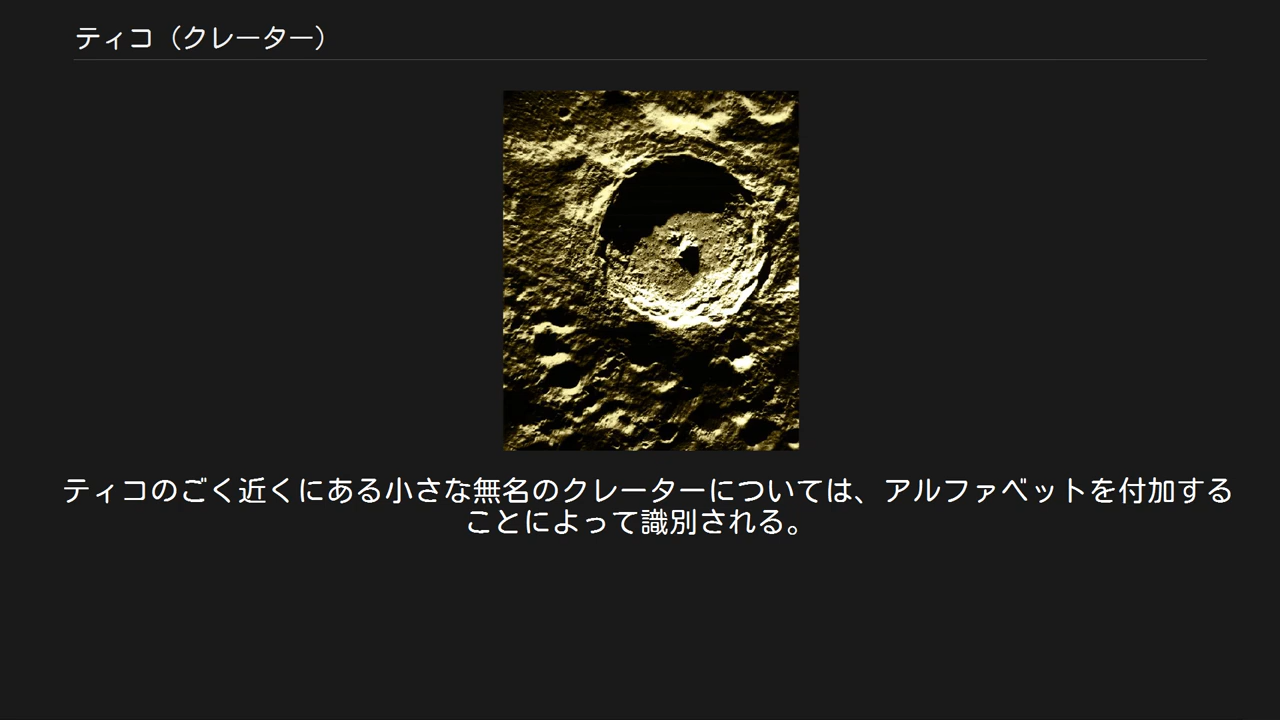 ティコ（クレーター）
ティコのごく近くにある小さな無名のクレーターについては、アルファベットを付加する
ことによって識別される。